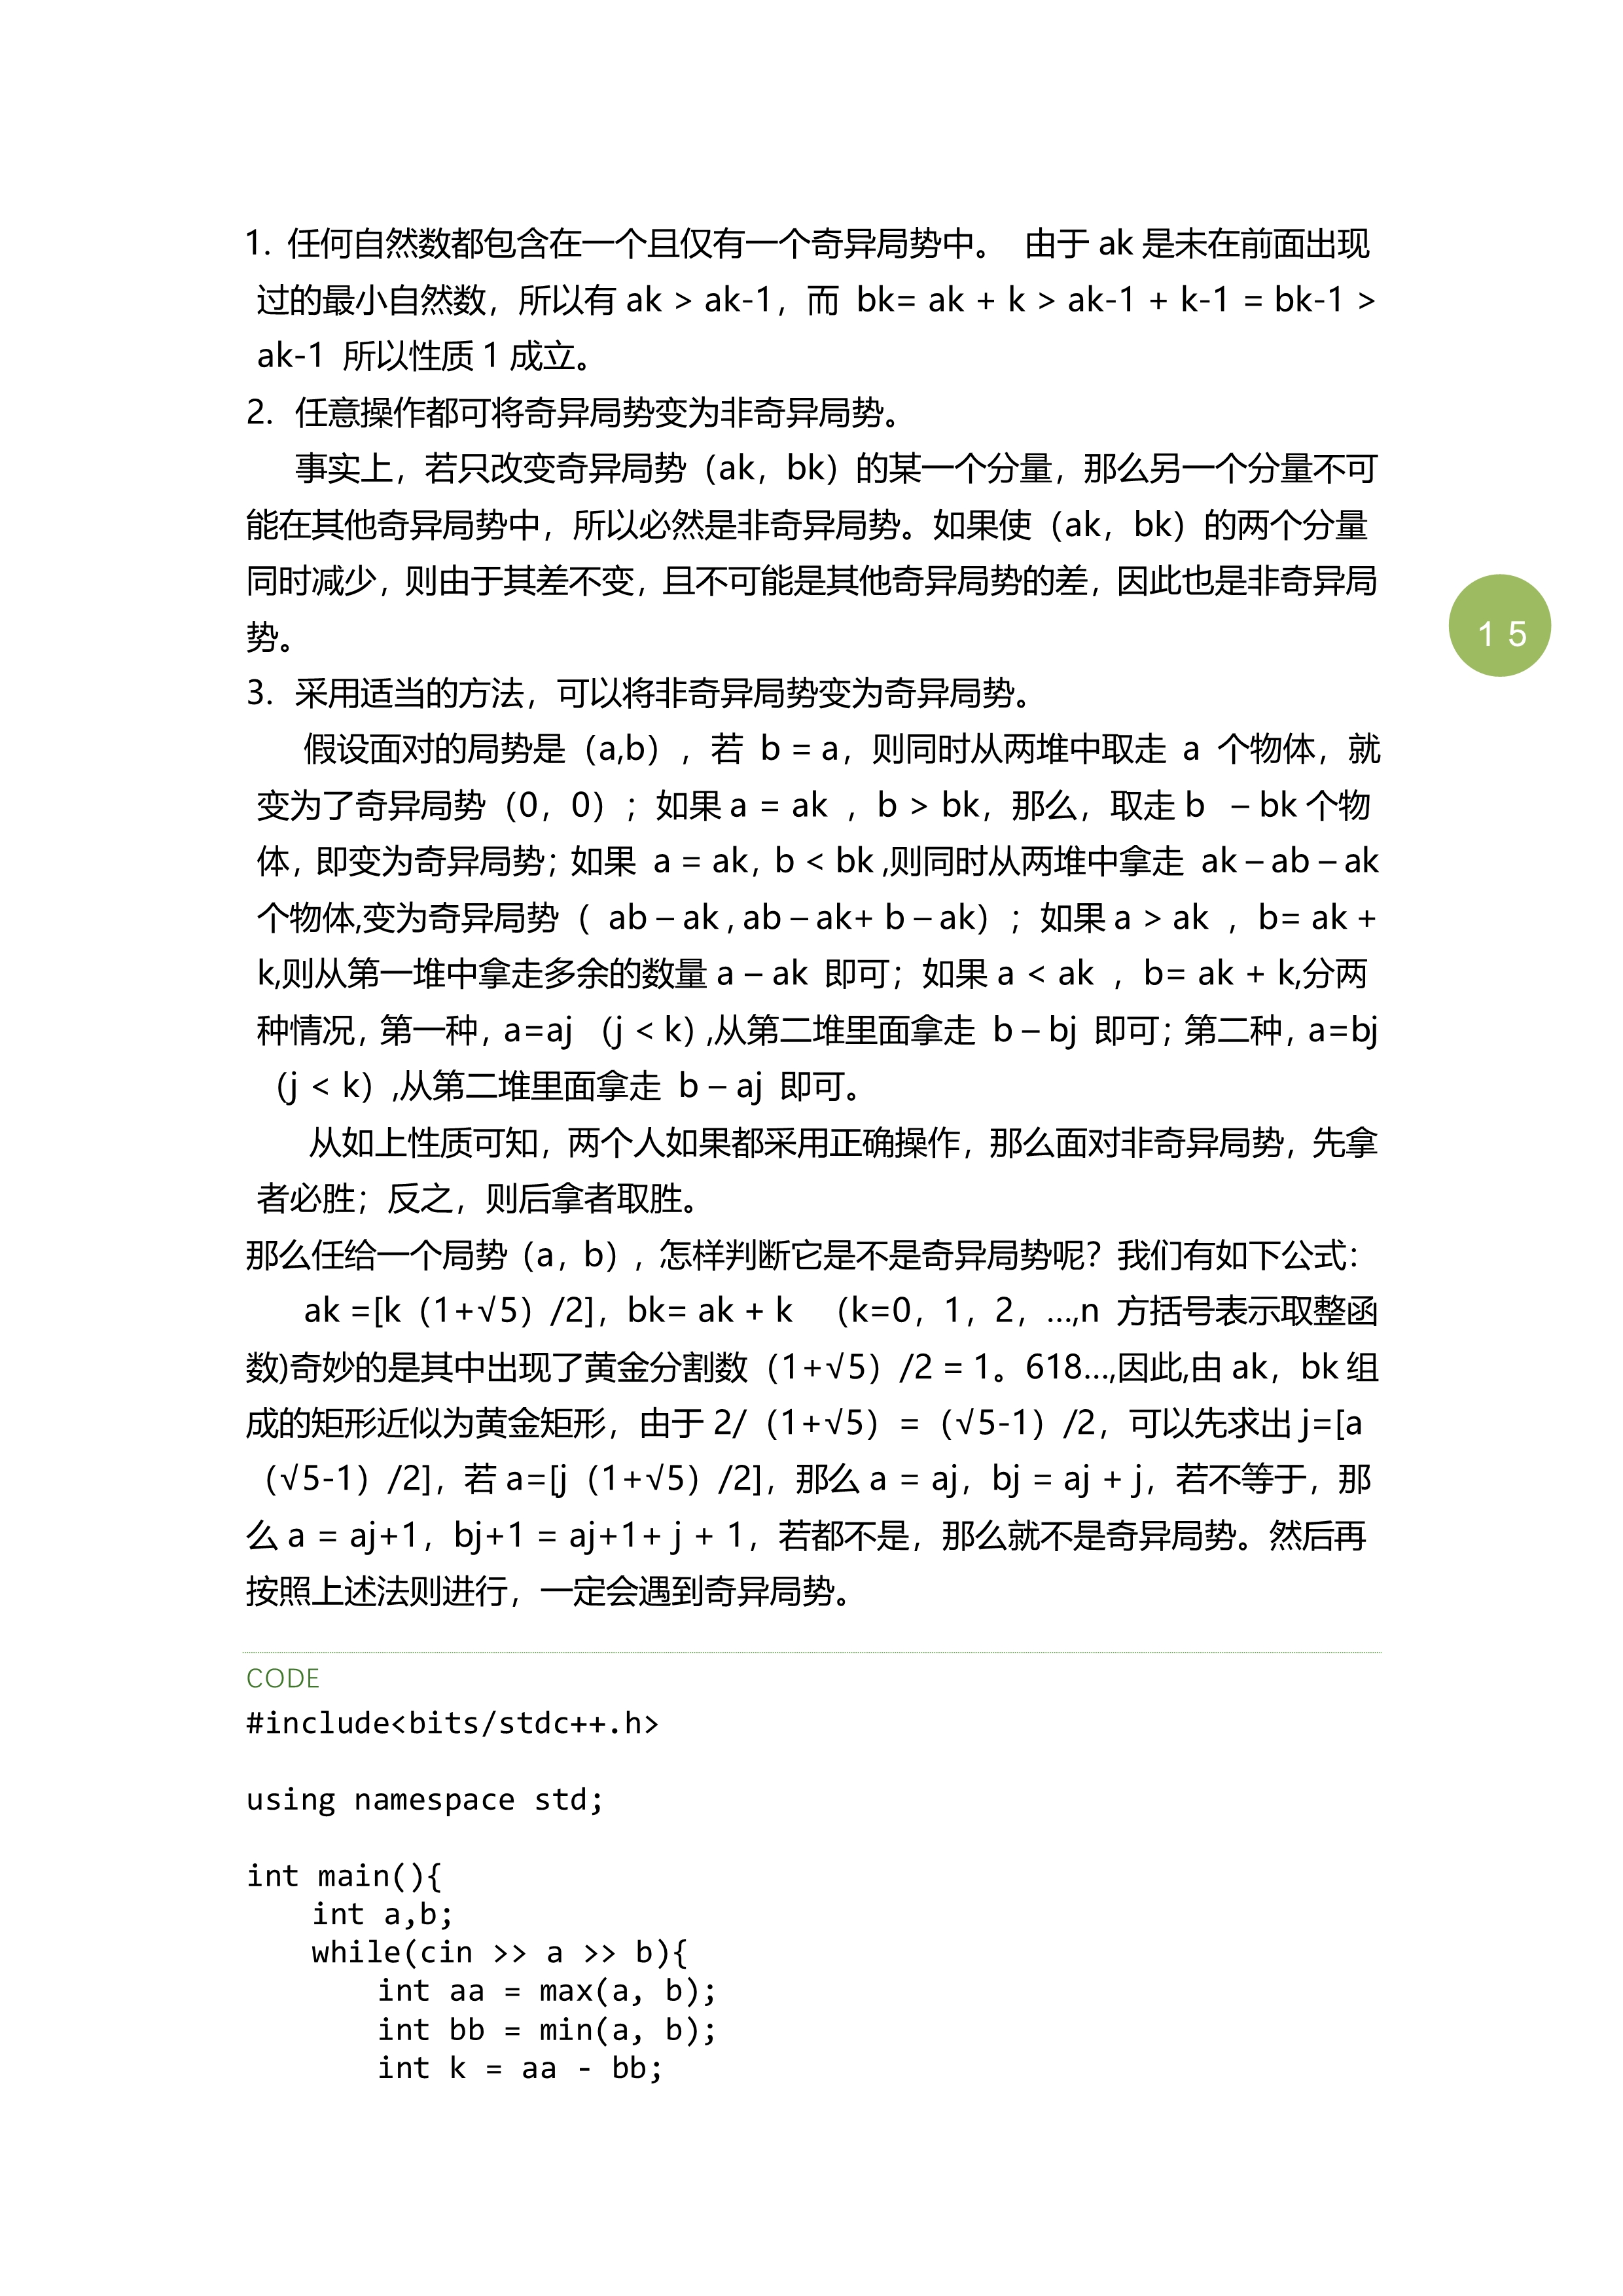 1. 任何自然数都包含在一个且仅有一个奇异局势中。 由于 ak 是未在前面出现
过的最小自然数，所以有 ak > ak-1，而 bk= ak + k > ak-1 + k-1 = bk-1 >
ak-1 所以性质 1 成立。
2. 任意操作都可将奇异局势变为非奇异局势。
事实上，若只改变奇异局势（ak，bk）的某一个分量，那么另一个分量不可
能在其他奇异局势中，所以必然是非奇异局势。如果使（ak，bk）的两个分量
同时减少，则由于其差不变，且不可能是其他奇异局势的差，因此也是非奇异局
势。
15
3. 采用适当的方法，可以将非奇异局势变为奇异局势。
假设面对的局势是（a,b），若 b = a，则同时从两堆中取走 a 个物体，就
变为了奇异局势（0，0）；如果 a = ak ，b > bk，那么，取走 b – bk 个物
体，即变为奇异局势；如果 a = ak，b < bk ,则同时从两堆中拿走 ak – ab – ak
个物体,变为奇异局势（ ab – ak , ab – ak+ b – ak）；如果 a > ak ，b= ak +
k,则从第一堆中拿走多余的数量 a – ak 即可；如果 a < ak ，b= ak + k,分两
种情况，第一种，a=aj （j < k）,从第二堆里面拿走 b – bj 即可；第二种，a=bj
（j < k）,从第二堆里面拿走 b – aj 即可。
从如上性质可知，两个人如果都采用正确操作，那么面对非奇异局势，先拿
者必胜；反之，则后拿者取胜。
那么任给一个局势（a，b），怎样判断它是不是奇异局势呢？我们有如下公式：
ak =[k（1+√5）/2]，bk= ak + k （k=0，1，2，…,n 方括号表示取整函
数)奇妙的是其中出现了黄金分割数（1+√5）/2 = 1。618…,因此,由 ak，bk 组
成的矩形近似为黄金矩形，由于 2/（1+√5）=（√5-1）/2，可以先求出 j=[a
（√5-1）/2]，若 a=[j（1+√5）/2]，那么 a = aj，bj = aj + j，若不等于，那
么 a = aj+1，bj+1 = aj+1+ j + 1，若都不是，那么就不是奇异局势。然后再
按照上述法则进行，一定会遇到奇异局势。
CODE
#include<bits/stdc++.h>
using namespace std;
int main(){
int a,b;
while(cin >> a >> b){
int aa = max(a, b);
int bb = min(a, b);
int k = aa - bb;